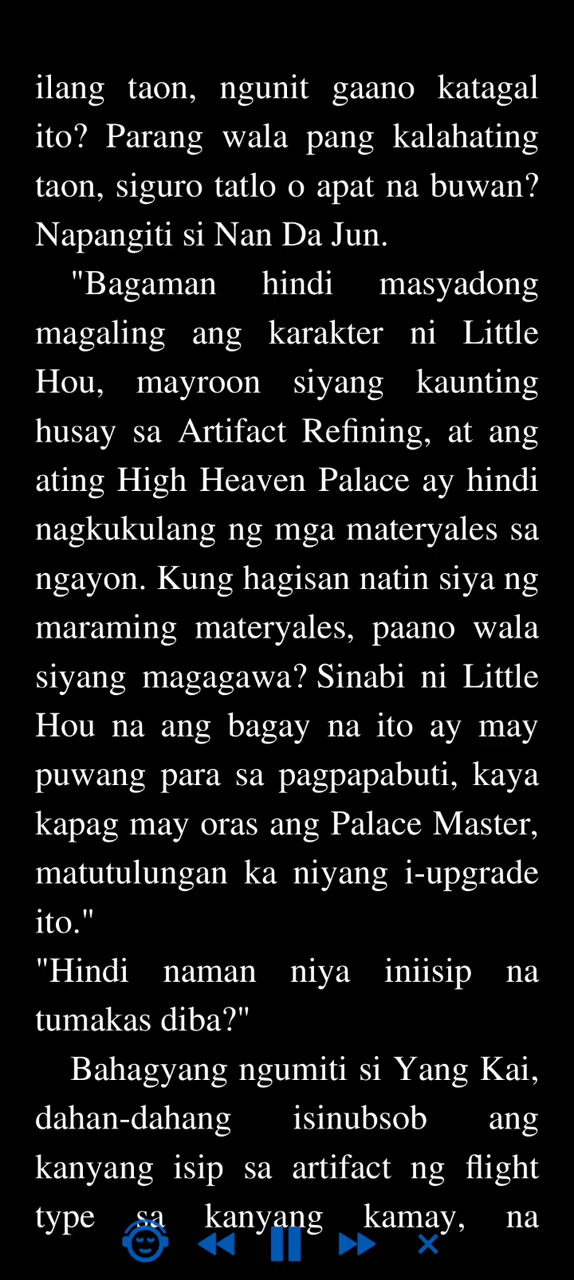 ilang taon, ngunit gaano katagal
ito? Parang wala pang kalahating
taon, siguro tatlo o apat na buwan?
Napangiti si Nan Da Jun.
"Bagaman hindi masyadong
magaling ang karakter ni Little
Hou, mayroon siyang kaunting
husay sa Artifact Refining, at ang
ating High Heaven Palace ay hindi
nagkukulang ng mga materyales sa
ngayon. Kung hagisan natin siya ng
maraming materyales, paano wala
siyang magagawa? Sinabi ni Little
Hou na ang bagay na ito ay may
puwang para sa pagpapabuti, kaya
kapag may oras ang Palace Master,
matutulungan ka niyang i-upgrade
ito."
"Hindi naman niya iniisip na
tumakas diba?"
Bahagyang ngumiti si Yang Kai,
dahan-dahang isinubsob ang
kanyang isip sa artifact ng flight
type sa kanyang kamay, na